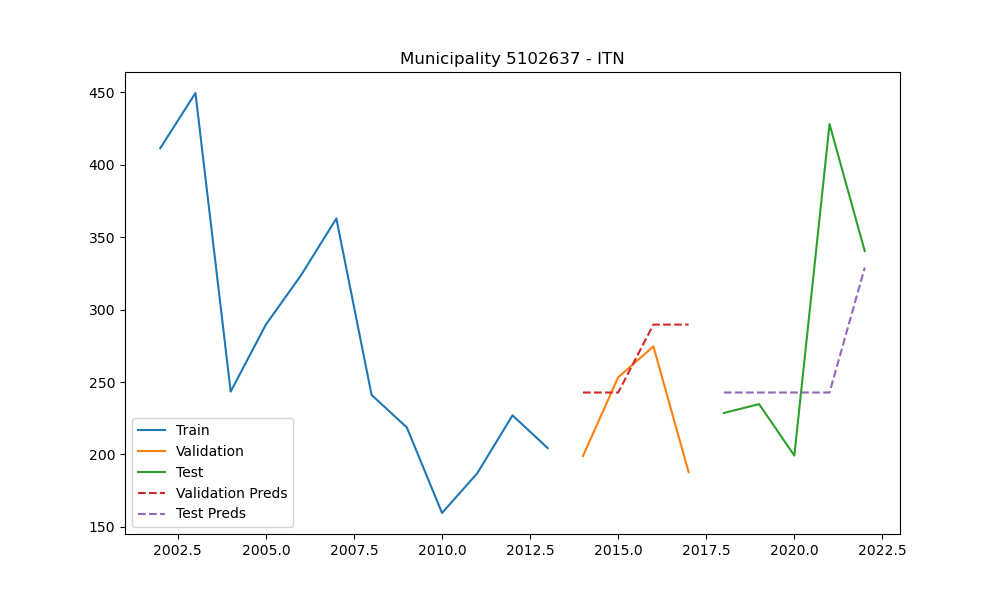 Municipality 5102637 - ITN
450
400
350
300
250
200
150
Train
Validation
Test
Validation Preds
Test Preds
2002.5 2005.0 2007.5 2010.0 2012.5 2015.0 2017.5 2020.0 2022.5